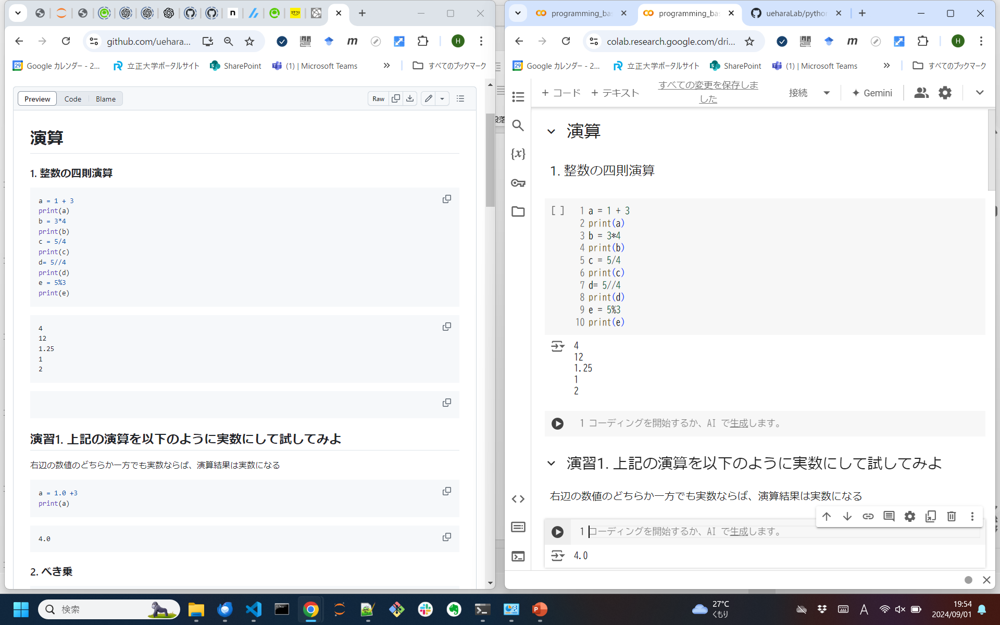 github.com/uehara...
Google カレンダー - 2...
立正大学ポータルサイト
SharePoint
(1) | Microsoft Teams
すべてのブックマーク
Preview
Code
Blame
Raw
演算
1. 整数の四則演算
a = 1 + 3
print(a)
b = 3*4
print(b)
c = 5/4
print(c)
d= 5//4
print(d)
e = 5%3
print(e)
4
12
1.25
1
2
演習1. 上記の演算を以下のように実数にして試してみよ
右辺の数値のどちらか一方でも実数ならば、演算結果は実数になる
a = 1.0 +3
print(a)
4.0
2. べき乗
programming_ba
programming_ba
ueharaLab/pytho
colab.research.google.com/dri...
Google カレンダー - 2...
立正大学ポータルサイト
SharePoint
(1) | Microsoft Teams
すべてのブックマーク
+ コード
+ テキスト
すべての変更を保存しました
接続
Gemini
演算
1. 整数の四則演算
[ ]
1 a = 1 + 3
2 print(a)
3 b = 3*4
4 print(b)
5 c = 5/4
6 print(c)
7 d= 5//4
8 print(d)
9 e = 5%3
10 print(e)
4
12
1.25
1
2
1 コーディングを開始するか、AI で生成します。
演習1. 上記の演算を以下のように実数にして試してみよ
右辺の数値のどちらか一方でも実数ならば、演算結果は実数になる
1 コーディングを開始するか、AI で生成します。
4.0
検索
27°C
くもり
A
19:54
2024/09/01